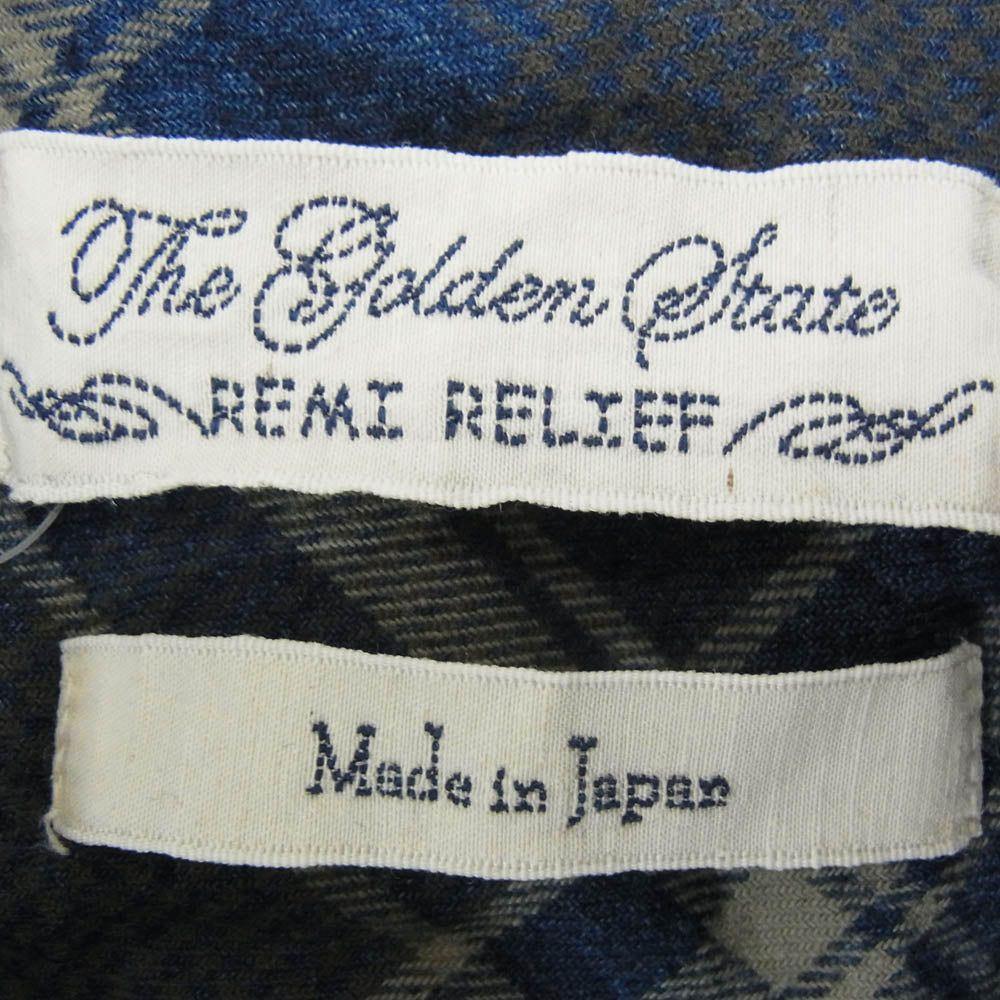 The Golden State
REMI RELIEF
Made in Japan